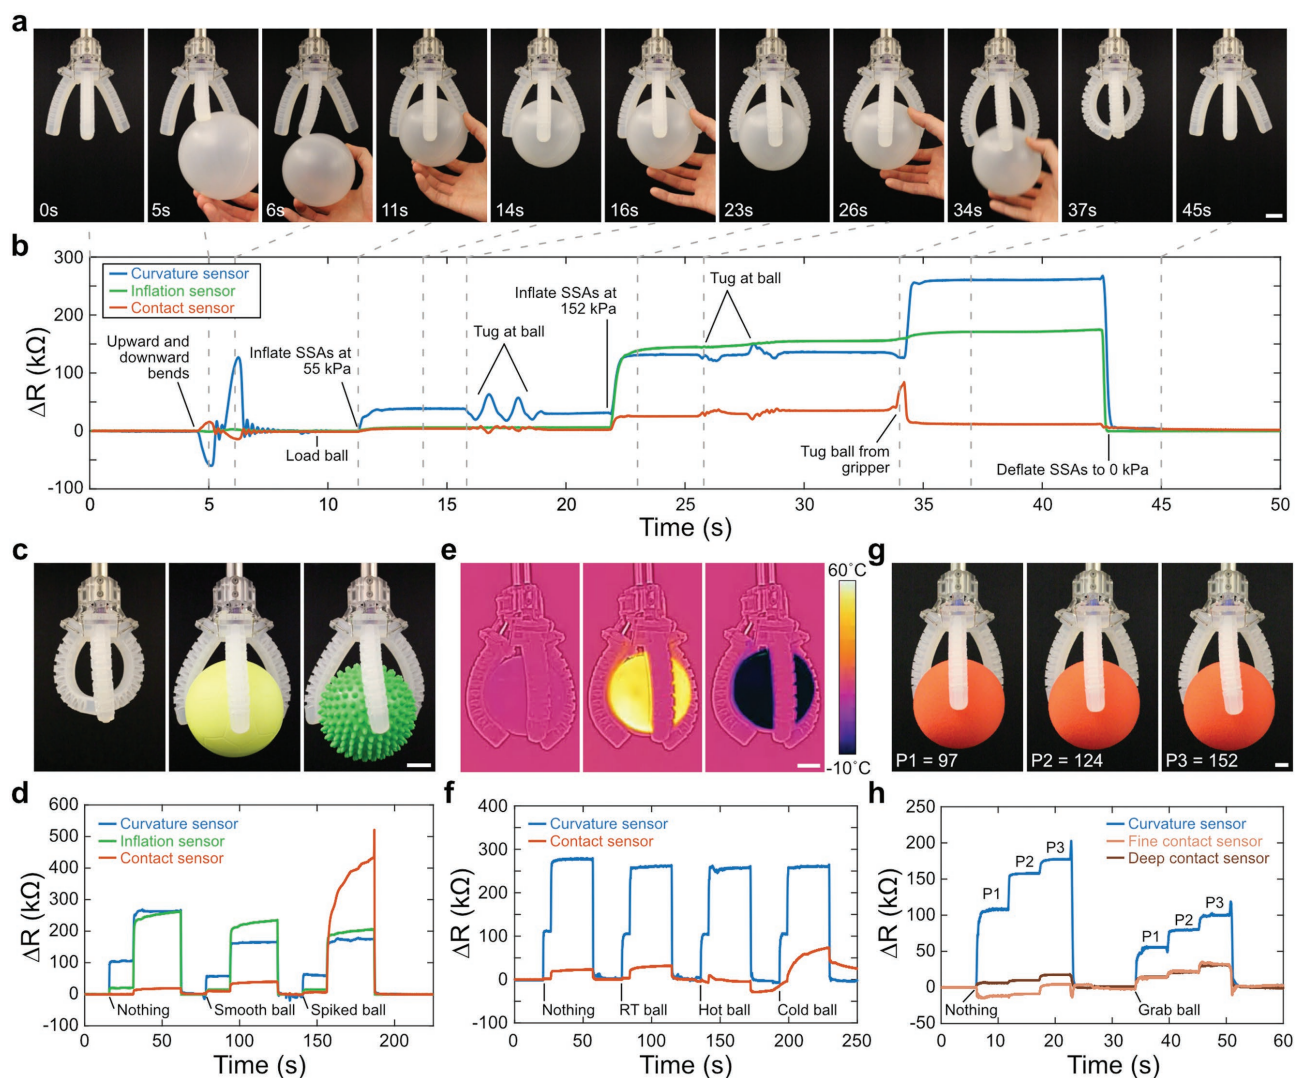 a
0s
5s
6s
11s
14s
16s
23s
26s
34s
37s
45s
b
300
200
100
0
-100
ΔR (kΩ)
Curvature sensor
Inflation sensor
Contact sensor
Upward and
downward
bends
Inflate SSAs at
55 kPa
Load ball
Tug at ball
Inflate SSAs at
152 kPa
Tug at ball
Tug ball from
gripper
Deflate SSAs to 0 kPa
0
5
10
15
20
25
30
35
40
45
50
Time (s)
c
d
600
500
400
300
200
100
0
-100
ΔR (kΩ)
Curvature sensor
Inflation sensor
Contact sensor
Nothing
Smooth ball
Spiked ball
0
50
100
150
200
Time (s)
e
60°C
-10°C
f
400
300
200
100
0
-100
ΔR (kΩ)
Curvature sensor
Contact sensor
Nothing
RT ball
Hot ball
Cold ball
0
50
100
150
200
250
Time (s)
g
P1 = 97
P2 = 124
P3 = 152
h
250
200
150
100
50
0
-50
ΔR (kΩ)
Curvature sensor
Fine contact sensor
Deep contact sensor
P1
P2
P3
P1
P2
P3
Nothing
Grab ball
0
10
20
30
40
50
60
Time (s)